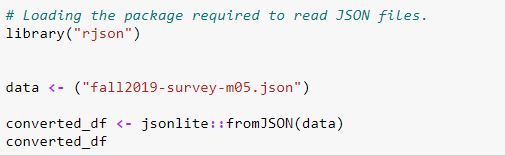 # Loading the package required to read JSON files.
library("rjson")
data <- ("fall2019-survey-m05.json")
converted_df <- jsonlite::fromJSON(data)
converted_df